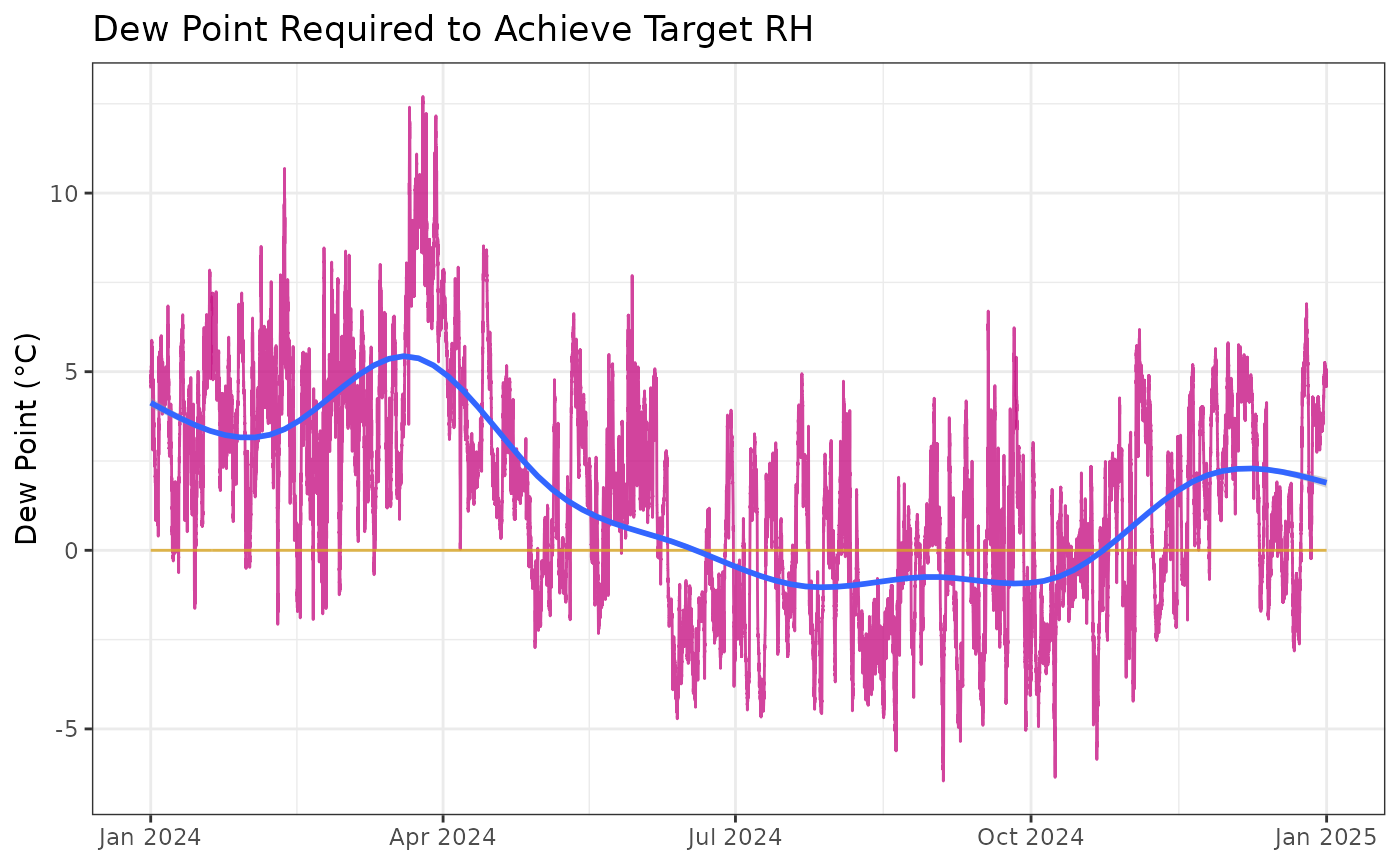 Dew Point Required to Achieve Target RH
Dew Point (°C)
10
5
0
-5
Jan 2024
Apr 2024
Jul 2024
Oct 2024
Jan 2025